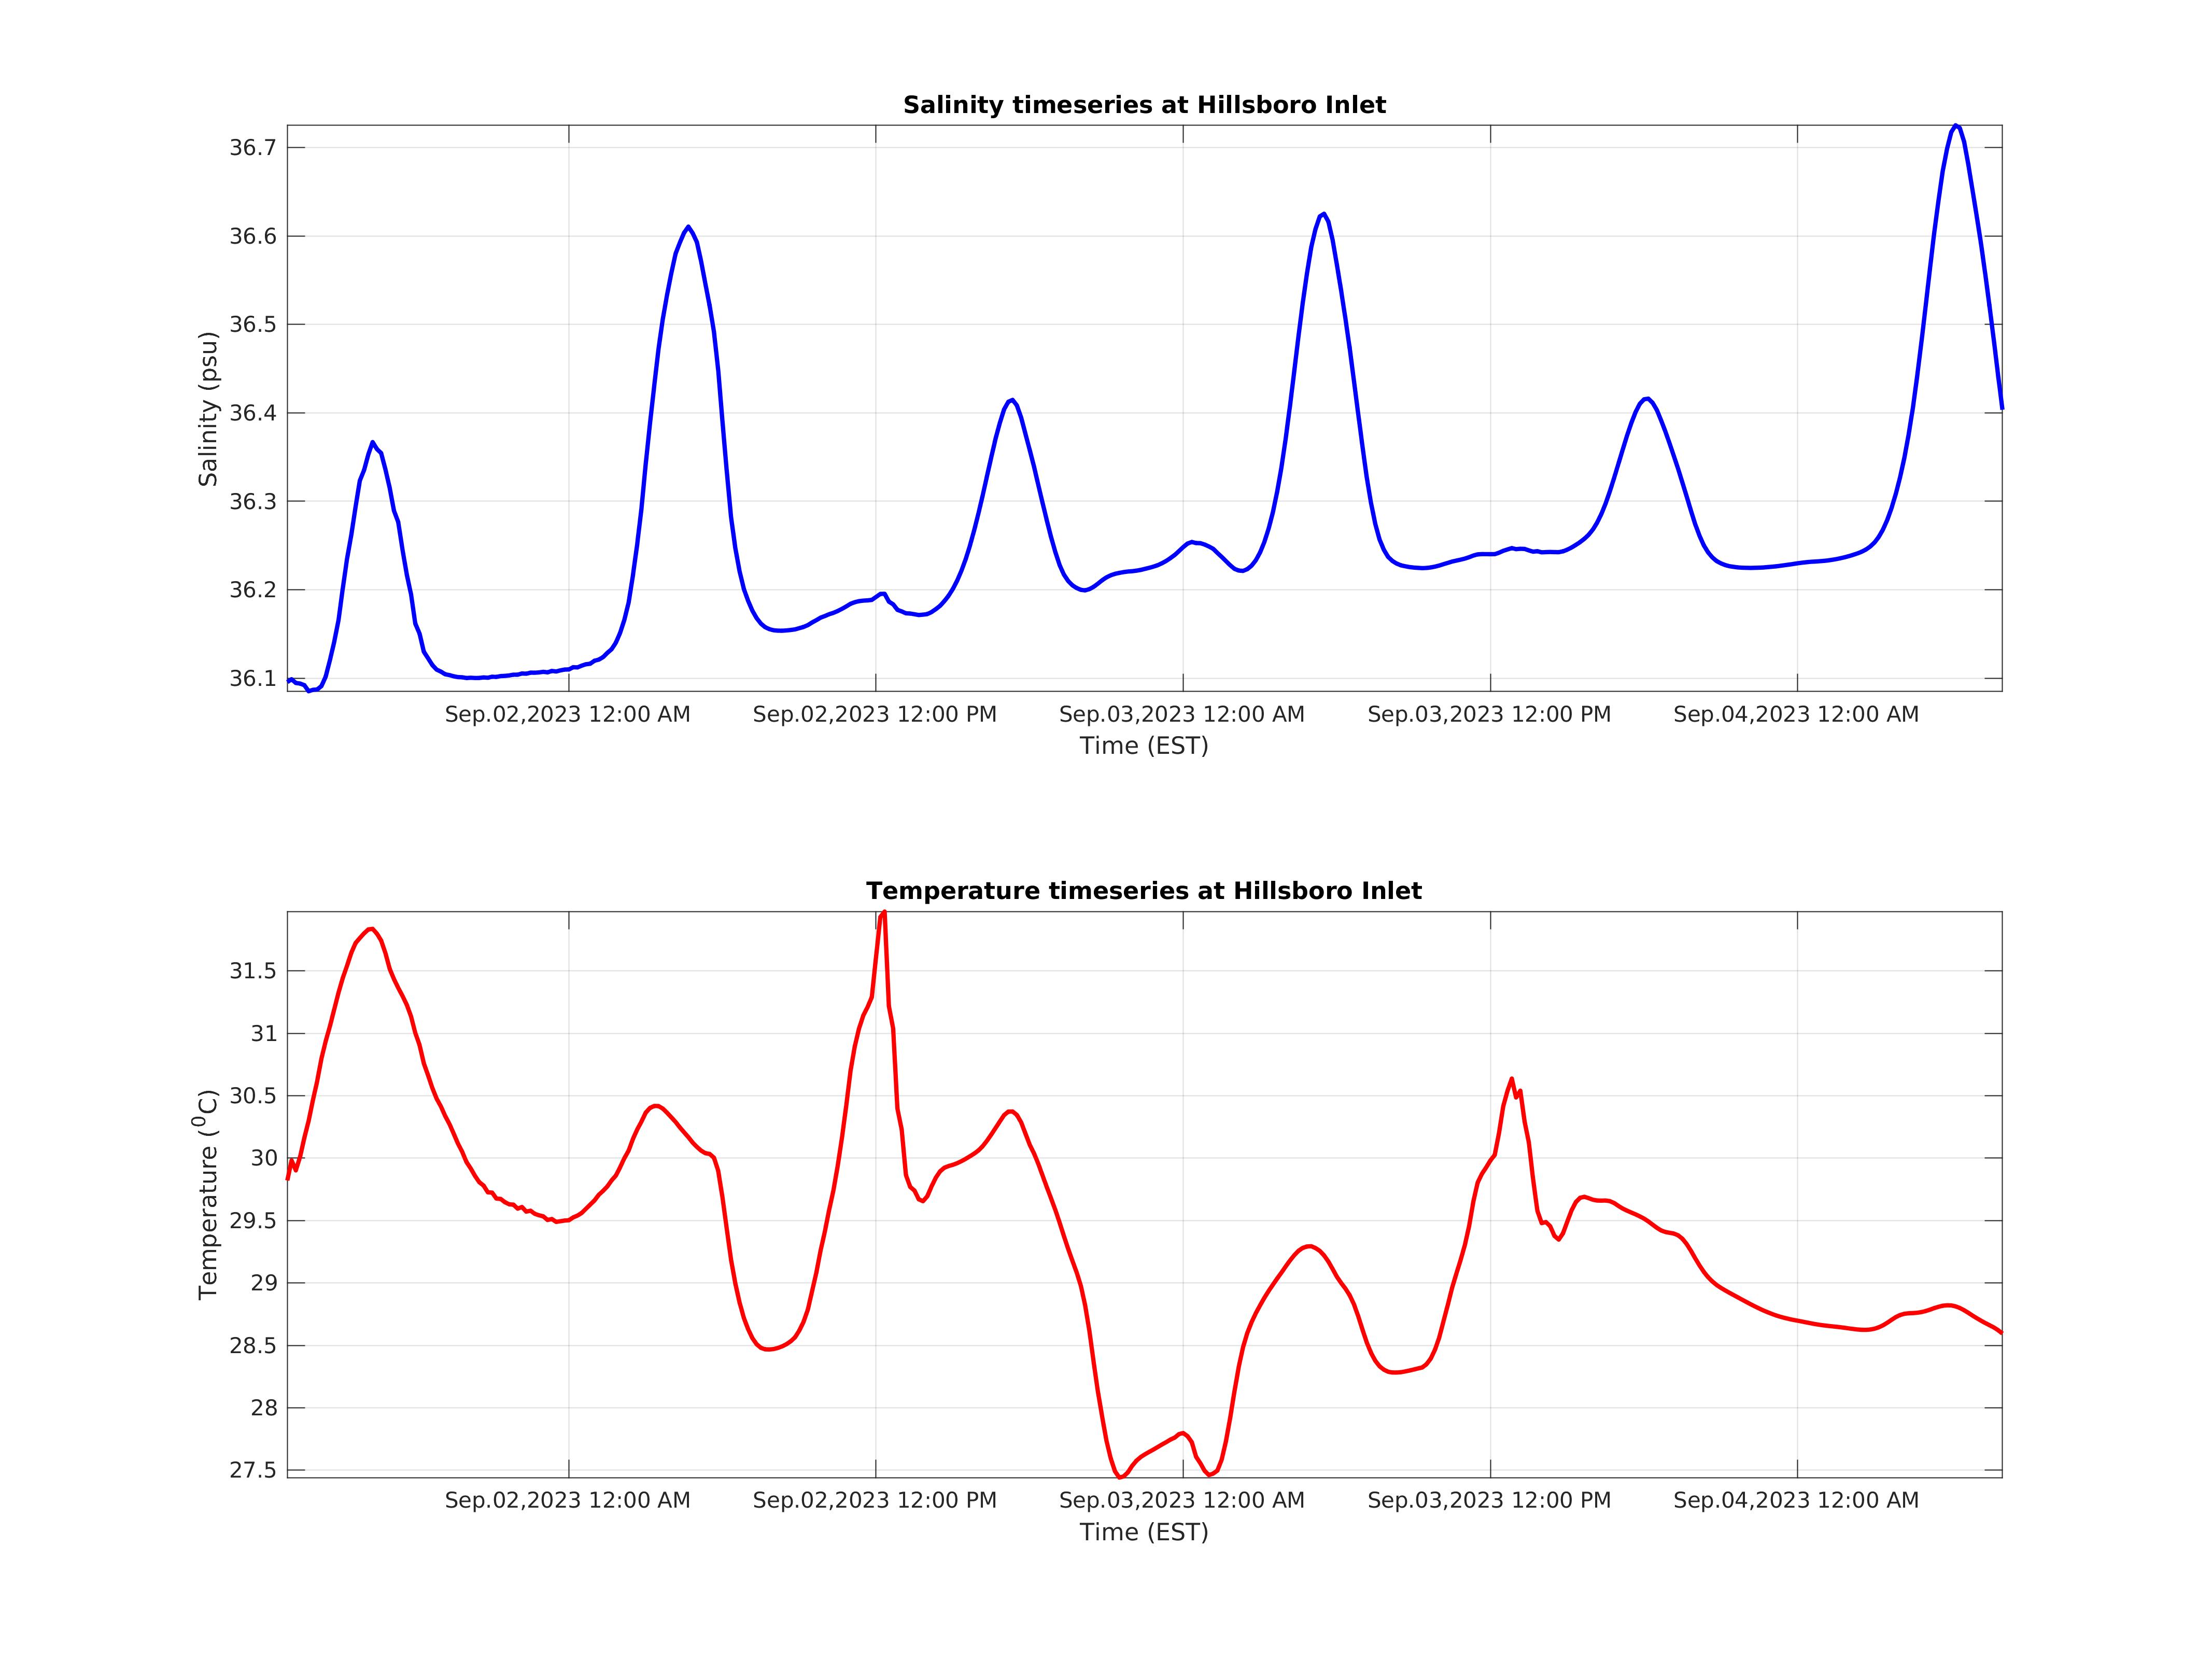 Salinity timeseries at Hillsboro Inlet
36.7
36.6
36.5
36.4
36.3
36.2
36.1
Salinity (psu)
Sep.02,2023 12:00 AM Sep.02,2023 12:00 PM Sep.03,2023 12:00 AM Sep.03,2023 12:00 PM Sep.04,2023 12:00 AM
Time (EST)
Temperature timeseries at Hillsboro Inlet
31.5
31
30.5
30
29.5
29
28.5
28
27.5
Temperature (⁰C)
Sep.02,2023 12:00 AM Sep.02,2023 12:00 PM Sep.03,2023 12:00 AM Sep.03,2023 12:00 PM Sep.04,2023 12:00 AM
Time (EST)